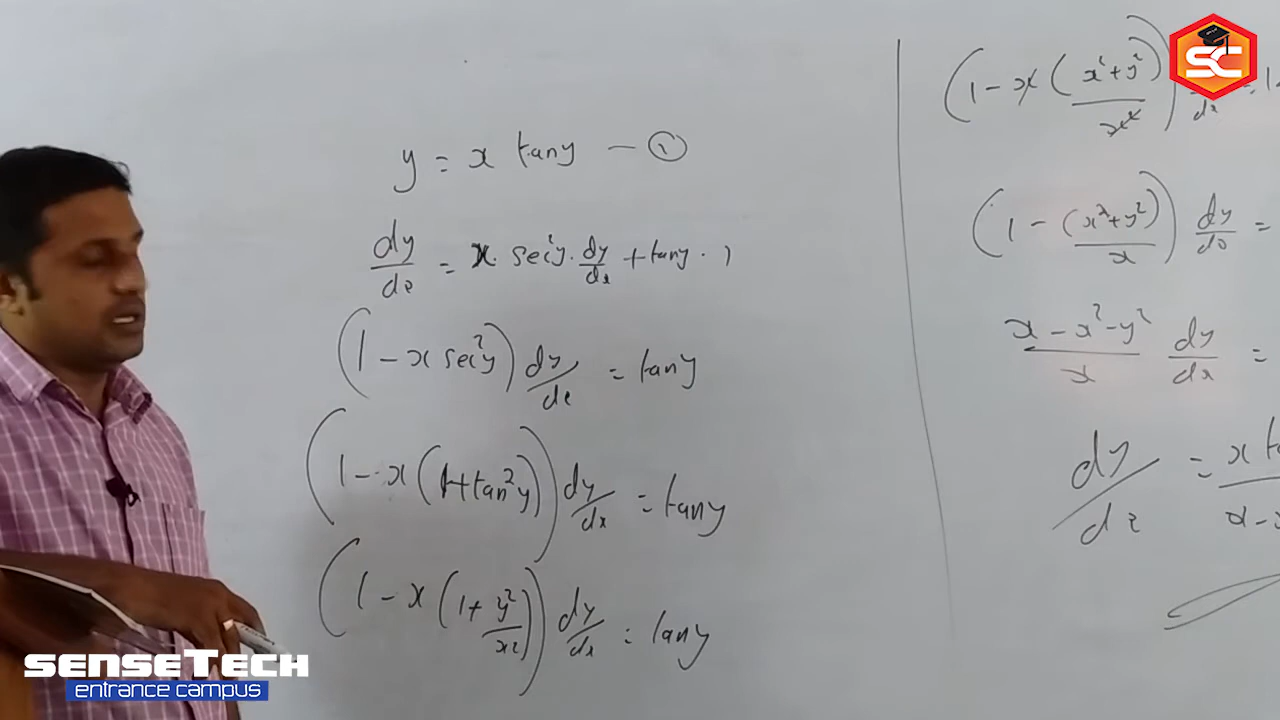 y = x tany — ①
dy/dx = x. sec²y. dy/dx + tany . 1
(1 - x sec²y) dy/dx = tany
(1 - x (1+tan²y)) dy/dx = tany
(1 - x (1 + y²/x²)) dy/dx = tany
(1 - x (x²+y²/x²)) dx = 1
(1 - (x²+y²)/x) dy/dx =
x - x² - y²/x dy/dx =
dy/dx = x ta
x -
SC
SENSETECH
entrance campus